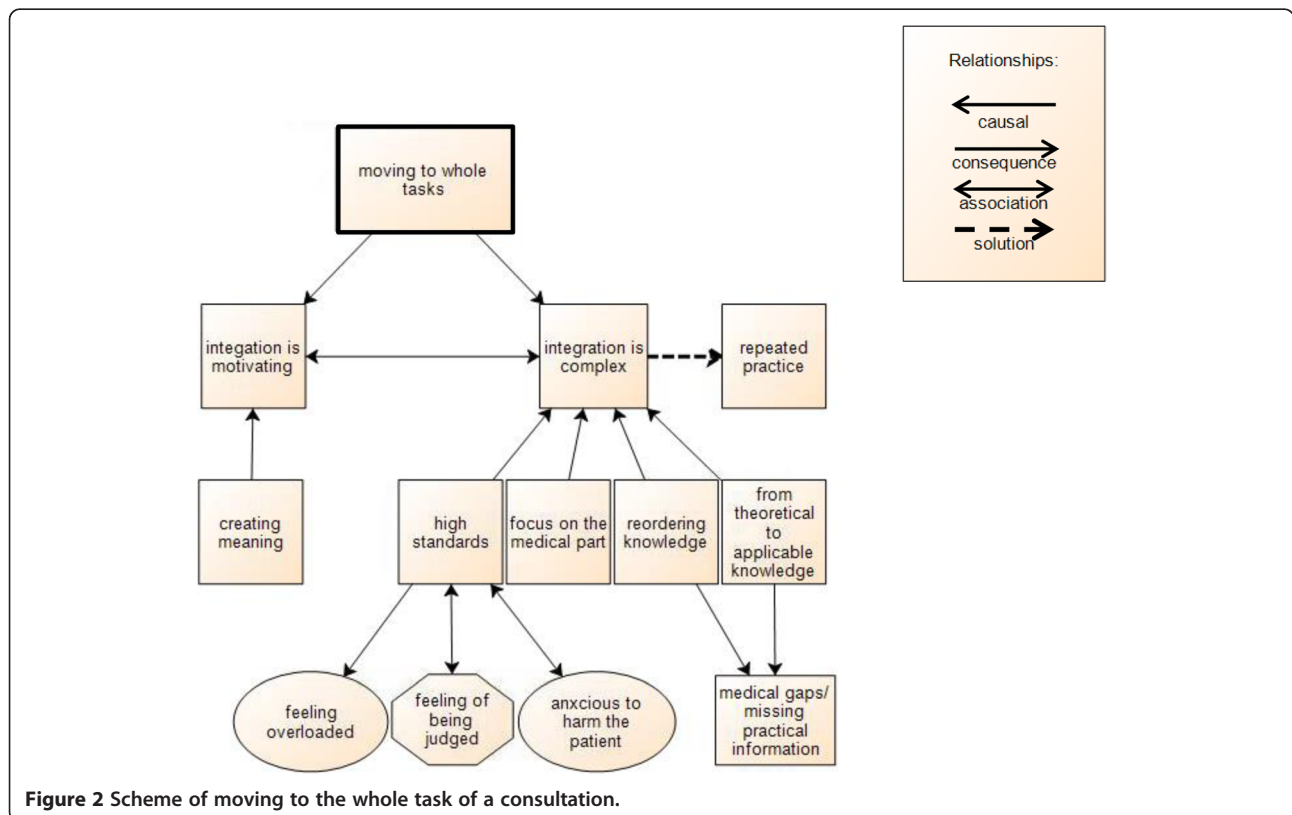 Relationships:
causal
consequence
association
solution
moving to whole
tasks
integation is
motivating
integration is
complex
repeated
practice
creating
meaning
high
standards
focus on the
medical part
reordering
knowledge
from
theoretical
to
applicable
knowledge
feeling
overloaded
feeling of
being
judged
anxcious to
harm the
patient
medical gaps/
missing
practical
information
Figure 2 Scheme of moving to the whole task of a consultation.